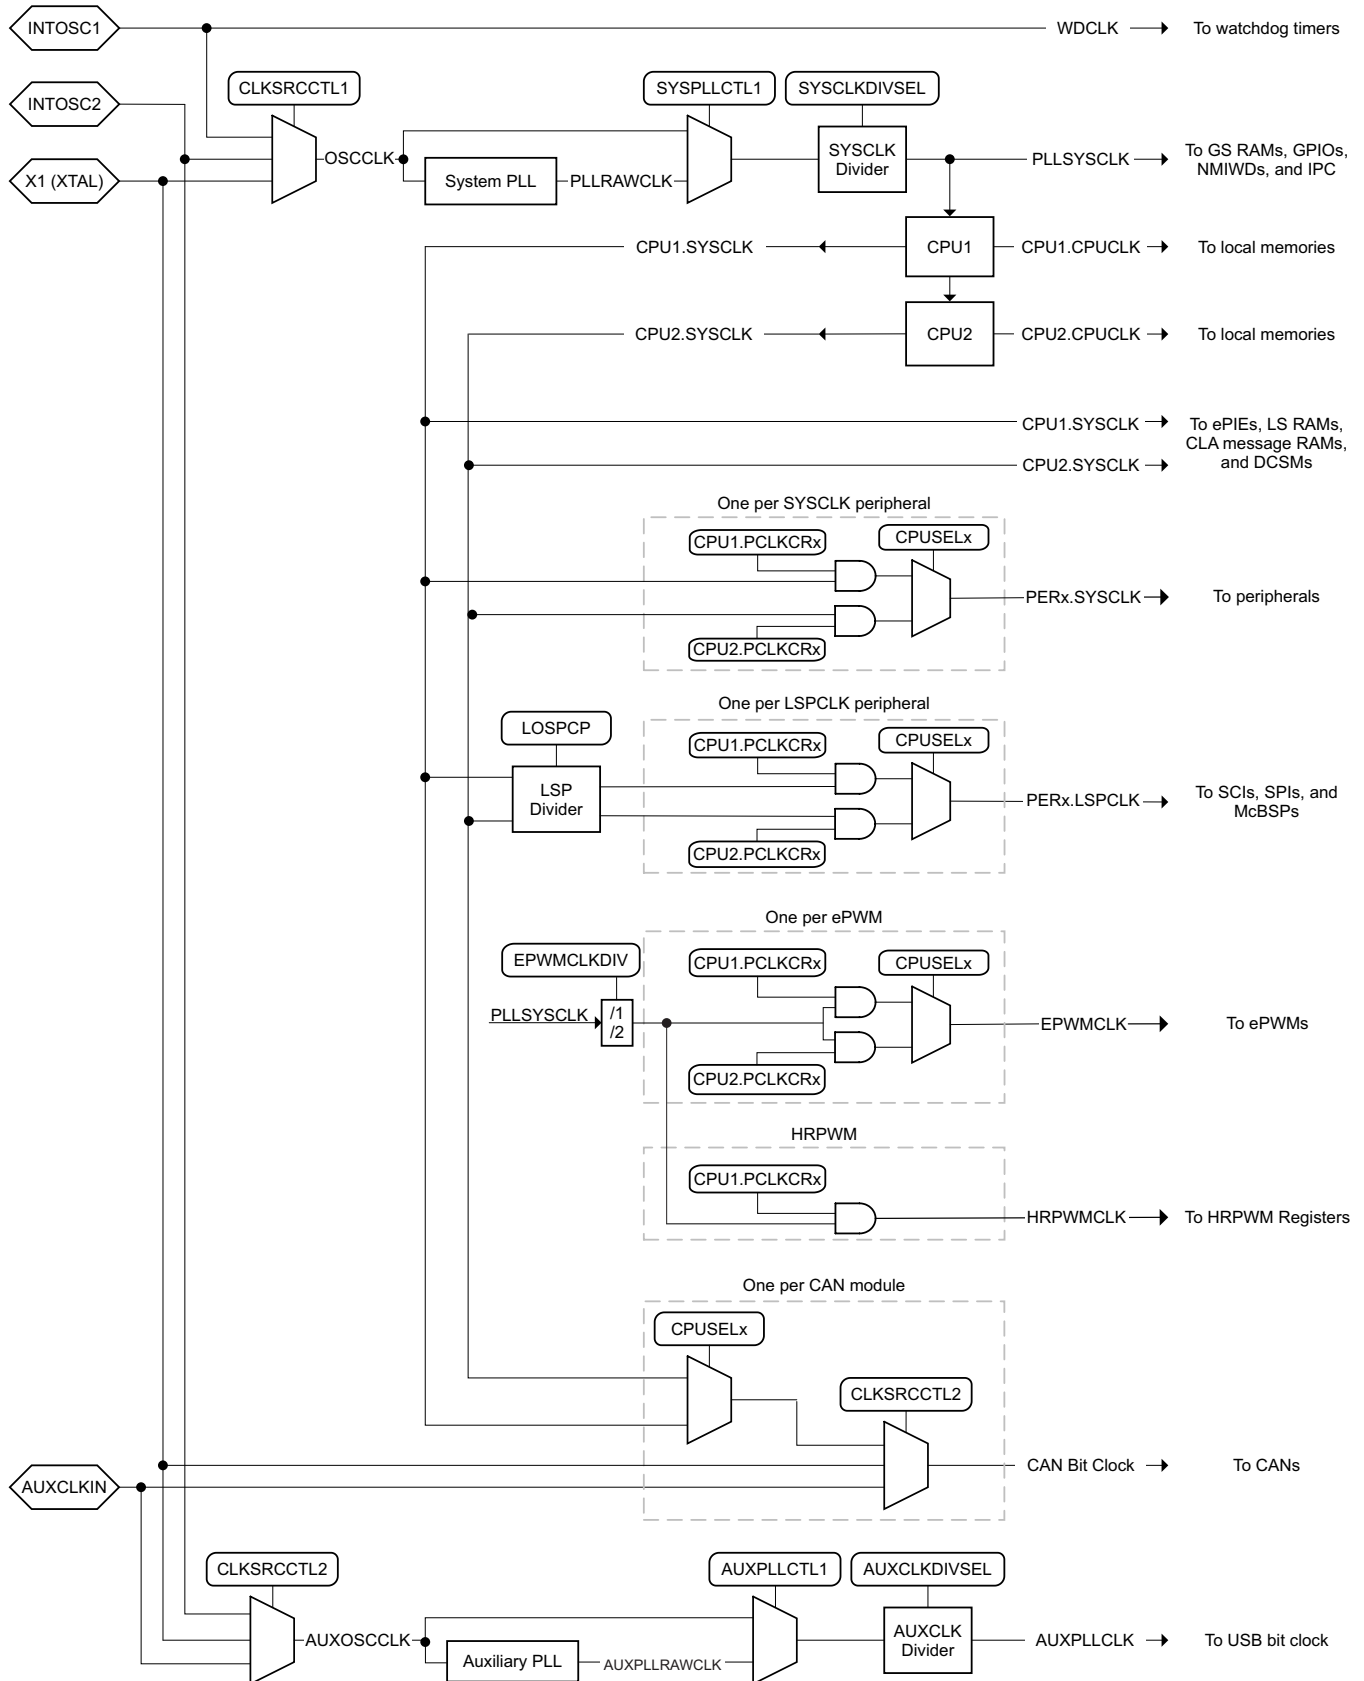 INTOSC1
WDCLK
To watchdog timers
CLKSRCCTL1
SYSPLLCTL1
SYSCLKDIVSEL
INTOSC2
OSCCLK
SYSCLK
Divider
PLLSYSCLK
To GS RAMs, GPIOs,
NMIWDs, and IPC
X1 (XTAL)
System PLL
PLLRAWCLK
CPU1.SYSCLK
CPU1
CPU1.CPUCLK
To local memories
CPU2.SYSCLK
CPU2
CPU2.CPUCLK
To local memories
CPU1.SYSCLK
To ePIEs, LS RAMs,
CLA message RAMs,
and DCSMs
CPU2.SYSCLK
One per SYSCLK peripheral
CPU1.PCLKCRx
CPUSELx
PERx.SYSCLK
To peripherals
CPU2.PCLKCRx
One per LSPCLK peripheral
LOSPCP
CPU1.PCLKCRx
CPUSELx
LSP
Divider
PERx.LSPCLK
To SCIs, SPIs, and
McBSPs
CPU2.PCLKCRx
One per ePWM
EPWMCLKDIV
CPU1.PCLKCRx
CPUSELx
PLLSYSCLK
/1
/2
EPWMCLK
To ePWMs
CPU2.PCLKCRx
HRPWM
CPU1.PCLKCRx
HRPWMCLK
To HRPWM Registers
One per CAN module
CPUSELx
CLKSRCCTL2
CAN Bit Clock
To CANs
AUXCLKIN
CLKSRCCTL2
AUXPLLCTL1
AUXCLKDIVSEL
AUXOSCCLK
Auxiliary PLL
AUXPLLRAWCLK
AUXCLK
Divider
AUXPLLCLK
To USB bit clock